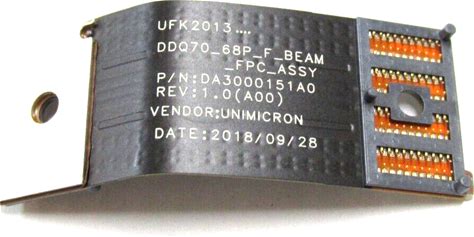 UFK2013....
DDQ70_68P_F_BEAM
_FPC_ASSY
P/N:DA3000151A0
REV:1.0(A00)
VENDOR:UNIMICRON
DATE:2018/09/28